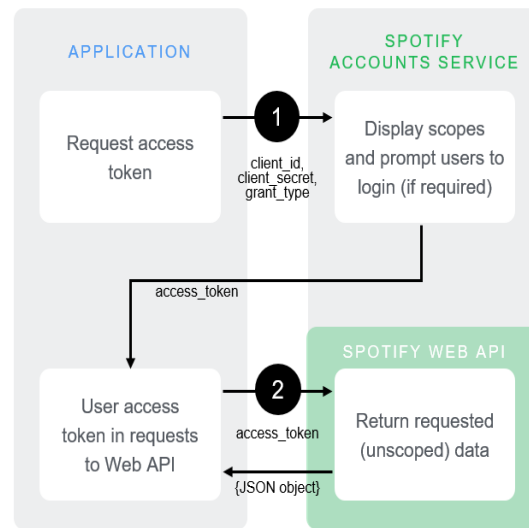 APPLICATION
SPOTIFY
ACCOUNTS SERVICE
Request access
token
1
client_id,
client_secret,
grant_type
Display scopes
and prompt users to
login (if required)
access_token
SPOTIFY WEB API
User access
token in requests
to Web API
2
access_token
Return requested
(unscoped) data
{JSON object}